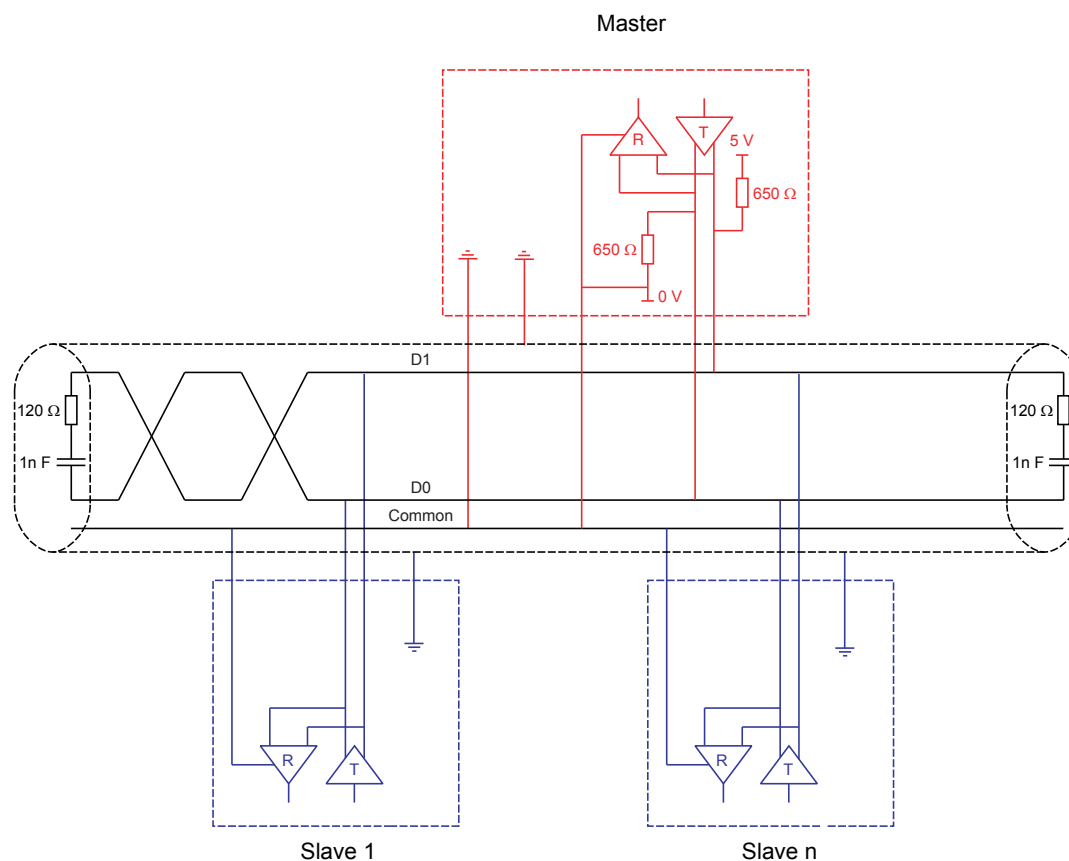 Master
R
T
5 V
650 Ω
650 Ω
0 V
D1
120 Ω
120 Ω
1n F
1n F
D0
Common
R
T
R
T
Slave 1
Slave n